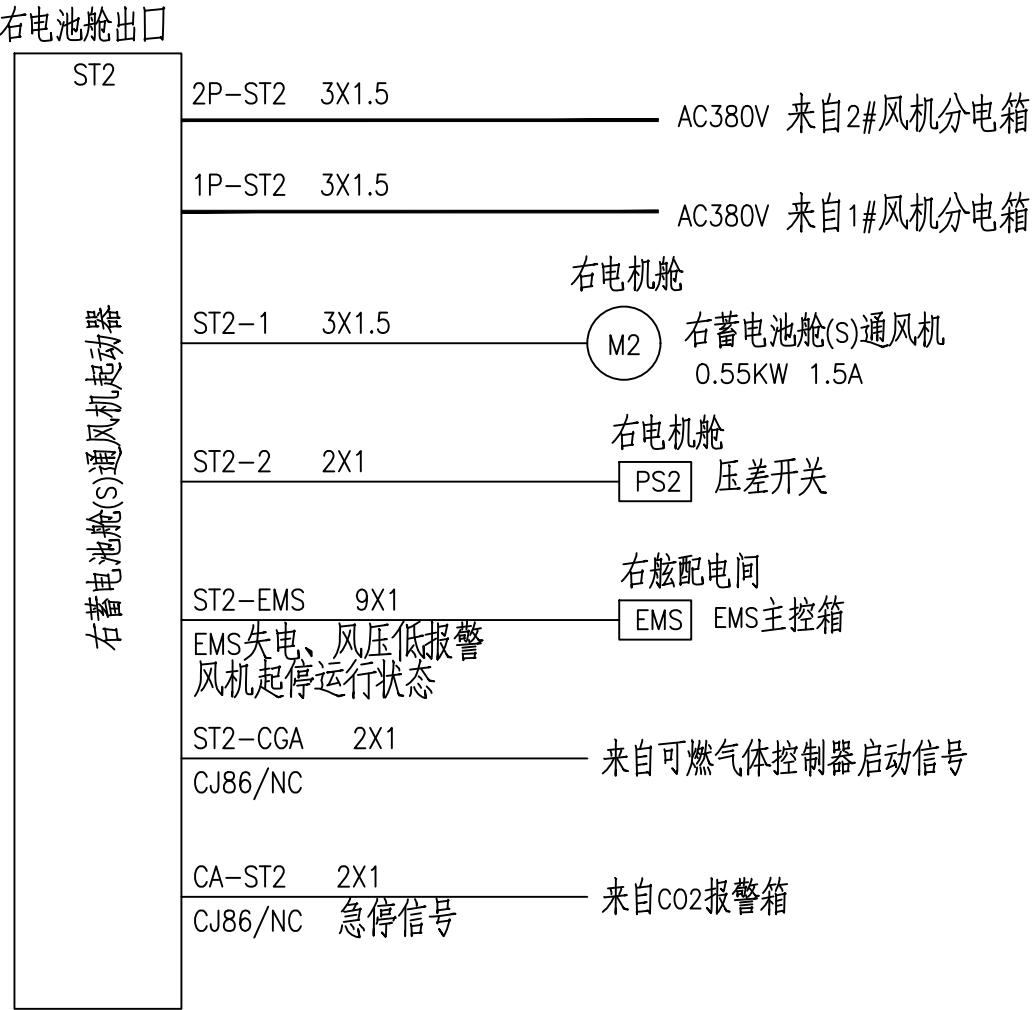 右电池舱出口
ST2
右蓄电池舱(S)通风机起动器
2P-ST2 3X1.5
AC380V 来自2#风机分电箱
1P-ST2 3X1.5
AC380V 来自1#风机分电箱
右电机舱
ST2-1 3X1.5
M2
右蓄电池舱(S)通风机
0.55KW 1.5A
右电机舱
ST2-2 2X1
PS2
压差开关
右舷配电间
ST2-EMS 9X1
EMS
EMS主控箱
EMS失电、风压低报警
风机起停运行状态
ST2-CGA 2X1
来自可燃气体控制器启动信号
CJ86/NC
CA-ST2 2X1
来自CO2报警箱
CJ86/NC 急停信号